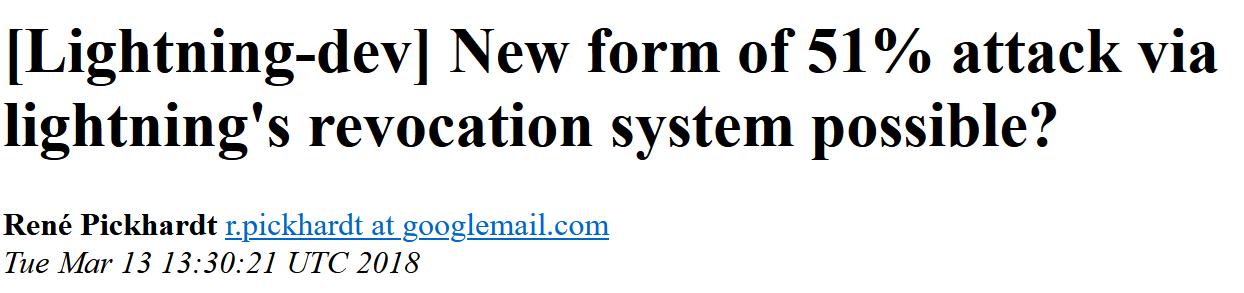 [Lightning-dev] New form of 51% attack via
lightning's revocation system possible?
René Pickhardt r.pickhardt at googlemail.com
Tue Mar 13 13:30:21 UTC 2018